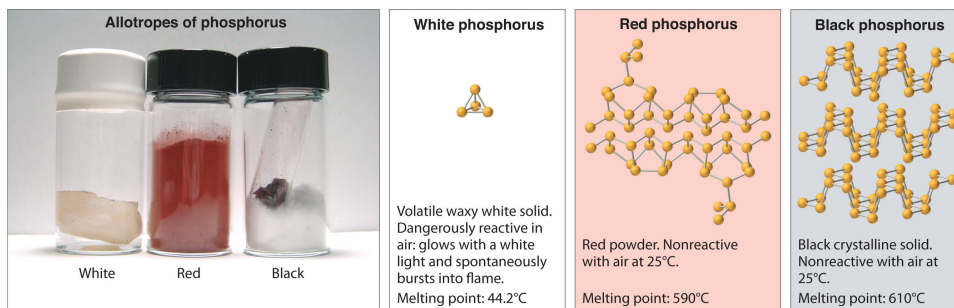 Allotropes of phosphorus
White
Red
Black
White phosphorus
Volatile waxy white solid.
Dangerously reactive in
air: glows with a white
light and spontaneously
bursts into flame.
Melting point: 44.2°C
Red phosphorus
Red powder. Nonreactive
with air at 25°C.
Melting point: 590°C
Black phosphorus
Black crystalline solid.
Nonreactive with air at
25°C.
Melting point: 610°C